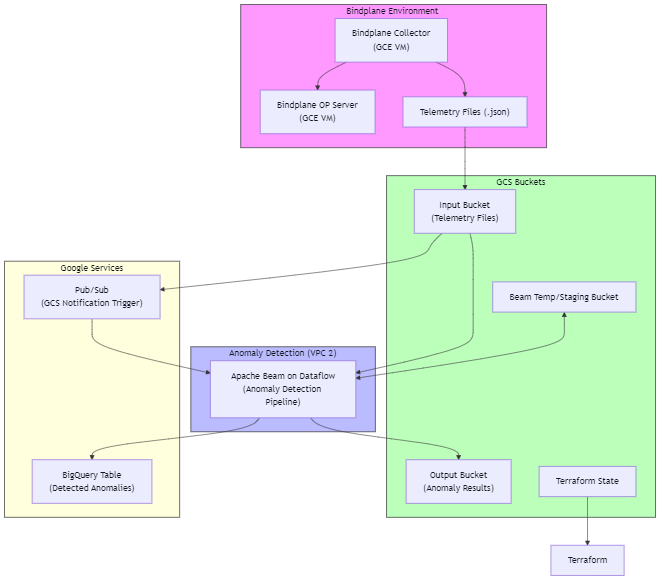 Bindplane Environment
Bindplane Collector
(GCE VM)
Bindplane OP Server
(GCE VM)
Telemetry Files (.json)
GCS Buckets
Input Bucket
(Telemetry Files)
Google Services
Pub/Sub
(GCS Notification Trigger)
Beam Temp/Staging Bucket
Anomaly Detection (VPC 2)
Apache Beam on Dataflow
(Anomaly Detection
Pipeline)
BigQuery Table
(Detected Anomalies)
Output Bucket
(Anomaly Results)
Terraform State
Terraform